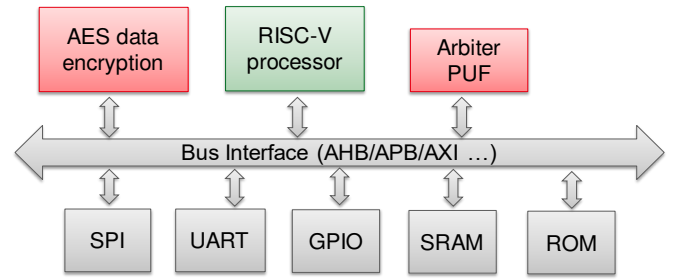 AES data
encryption
RISC-V
processor
Arbiter
PUF
Bus Interface (AHB/APB/AXI ...)
SPI
UART
GPIO
SRAM
ROM